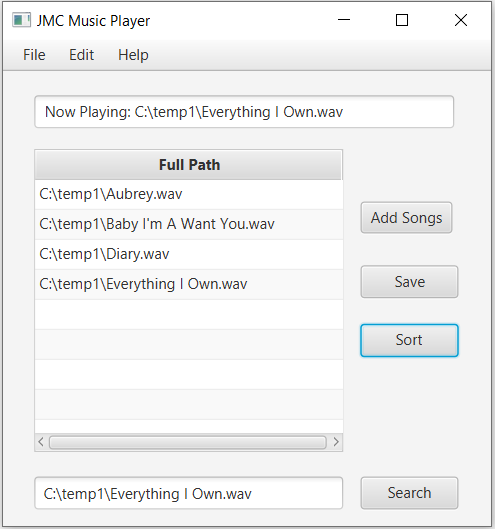 JMC Music Player
File Edit Help
Now Playing: C:\temp1\Everything I Own.wav
Full Path
C:\temp1\Aubrey.wav
C:\temp1\Baby I'm A Want You.wav
C:\temp1\Diary.wav
C:\temp1\Everything I Own.wav
Add Songs
Save
Sort
C:\temp1\Everything I Own.wav
Search